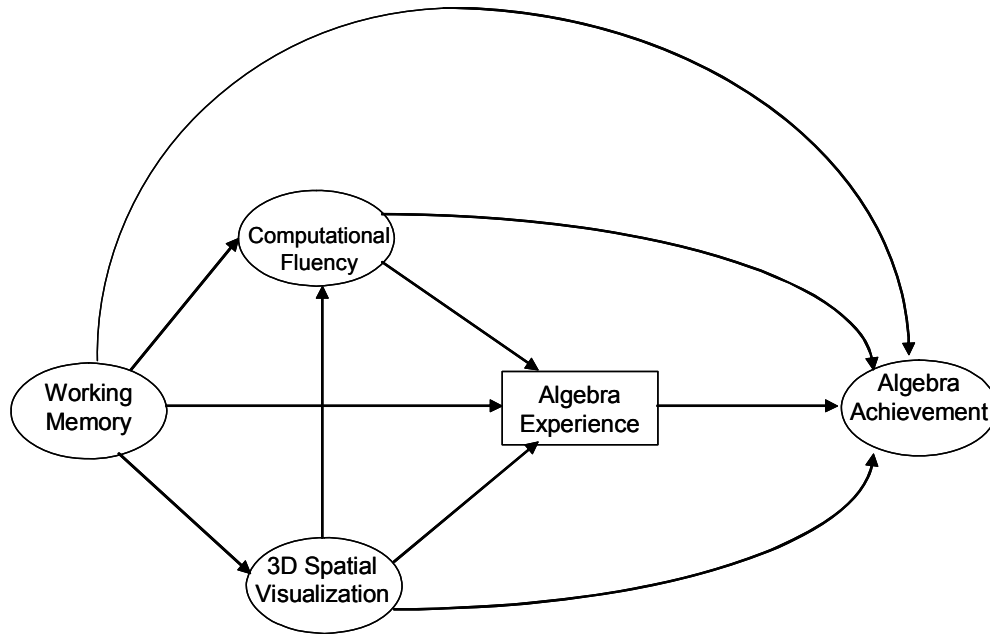 Computational
Fluency
Working
Memory
Algebra
Experience
Algebra
Achievement
3D Spatial
Visualization